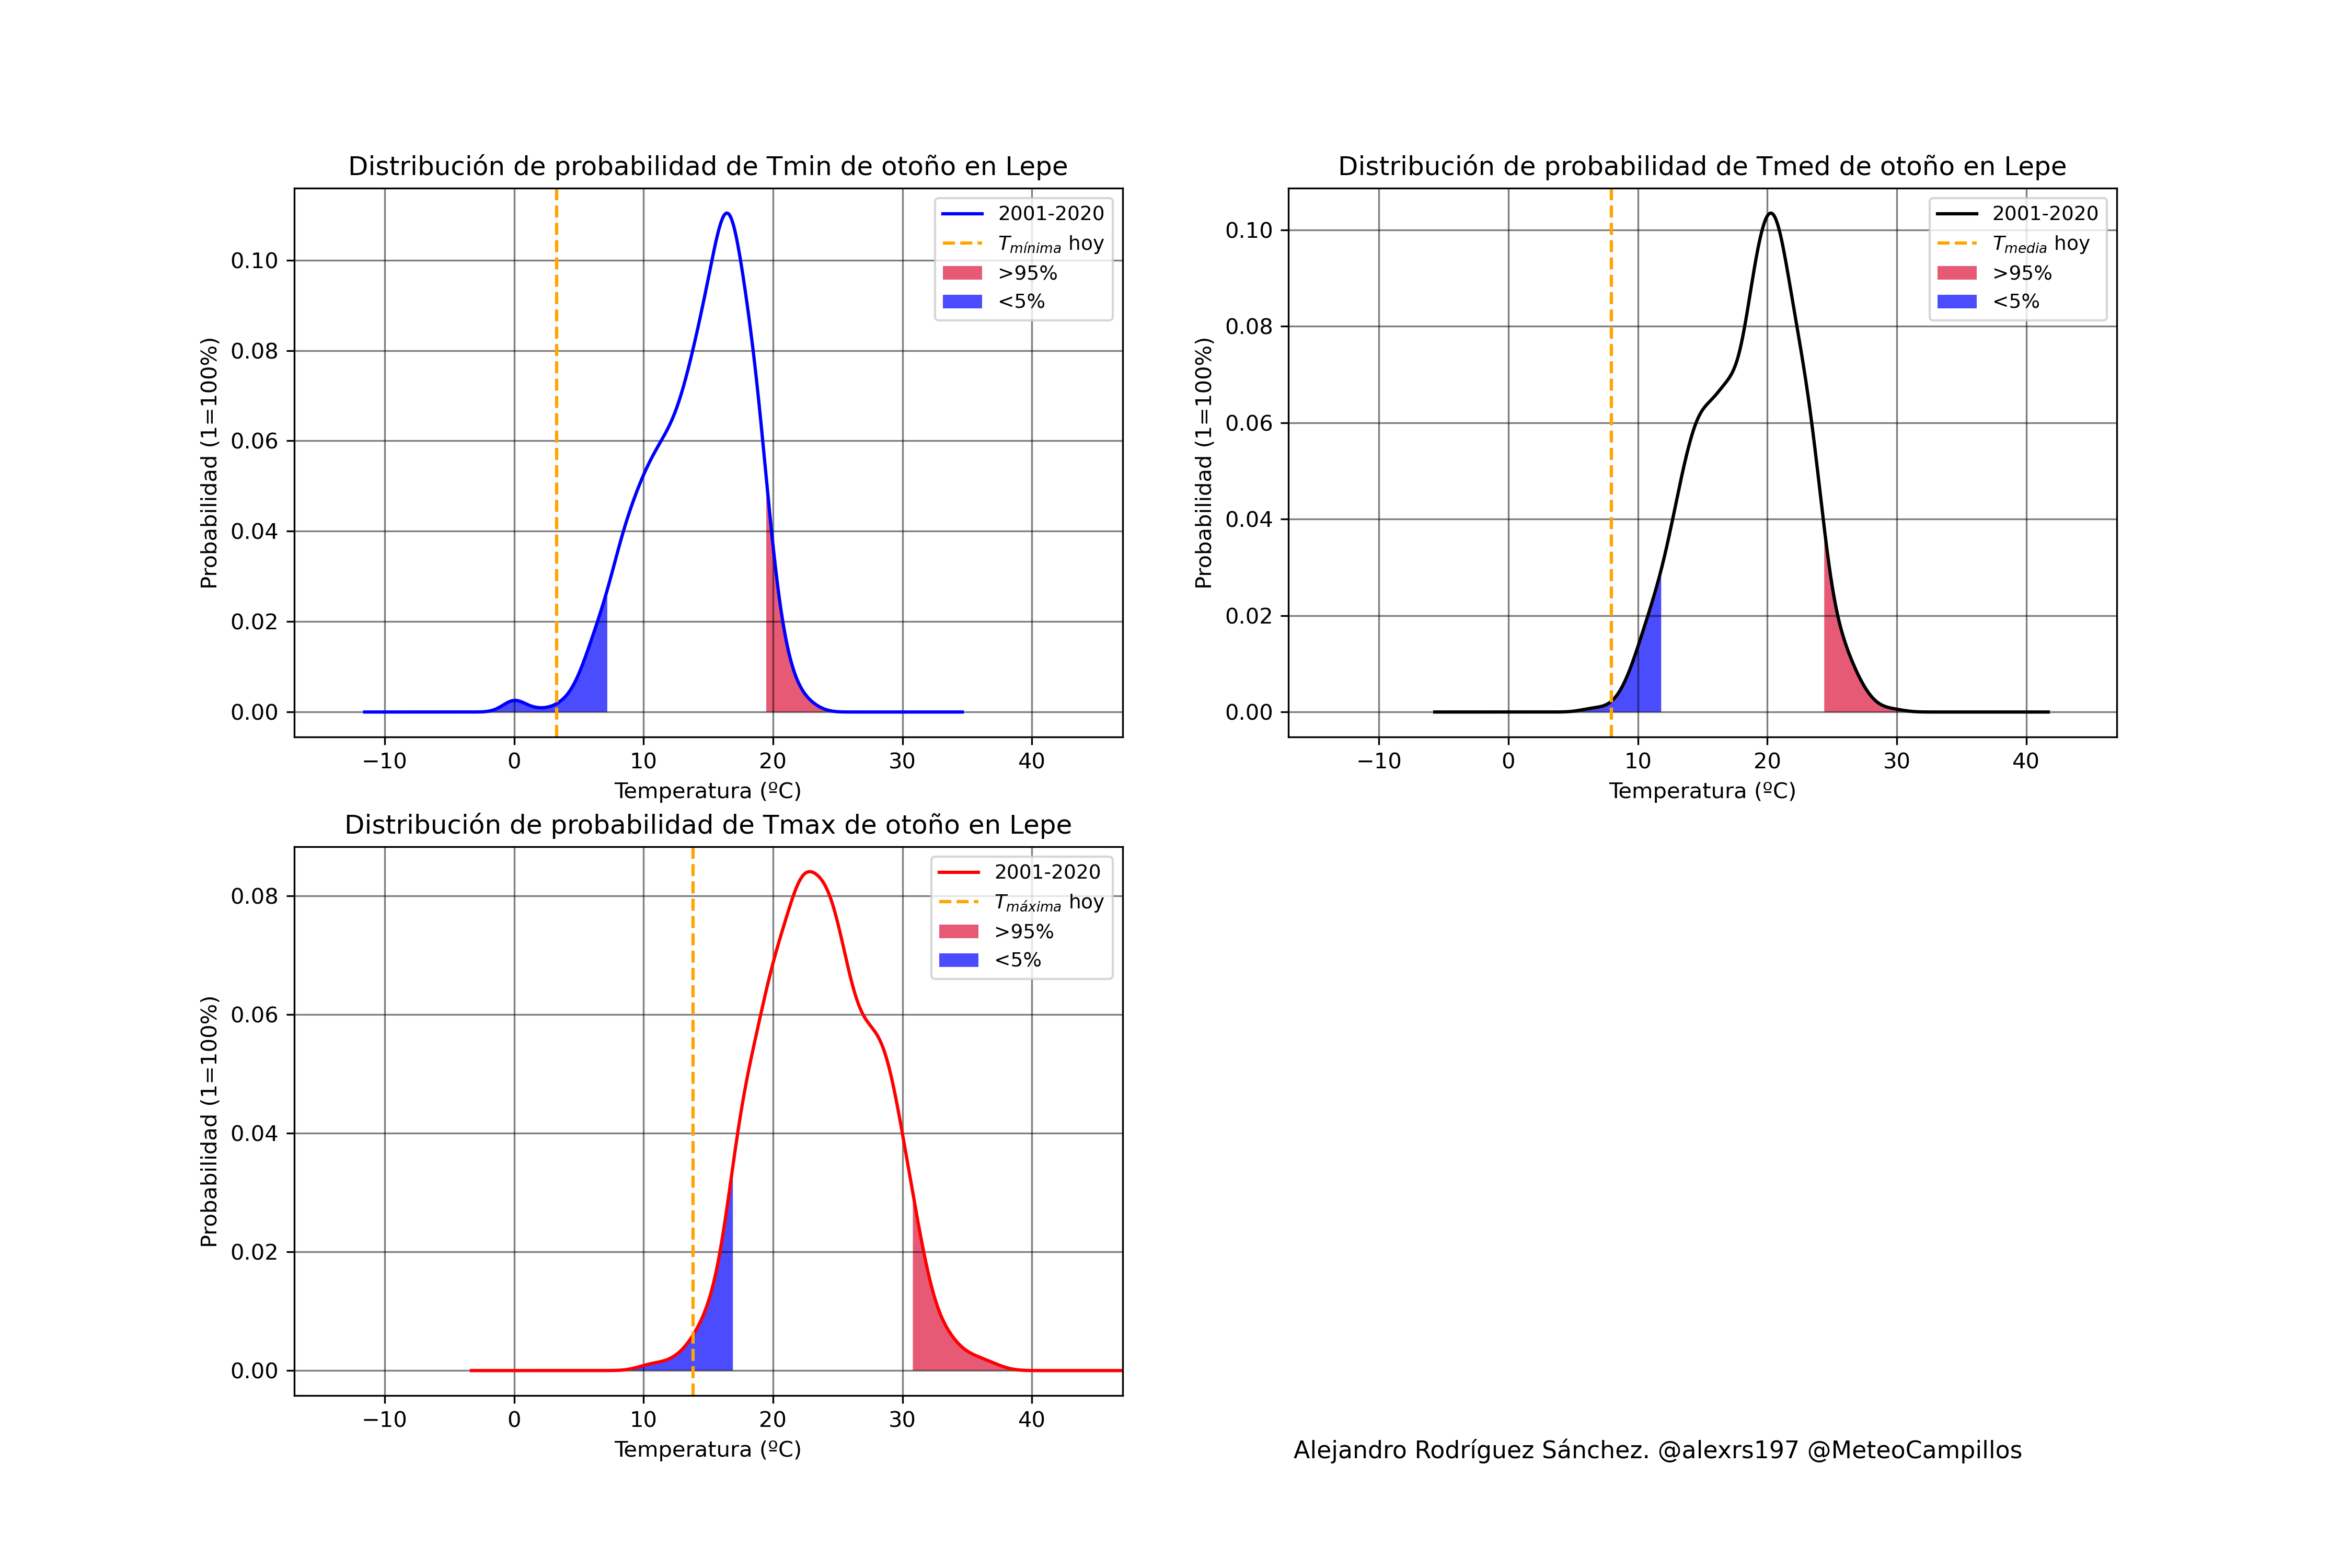 Distribución de probabilidad de Tmin de otoño en Lepe
Probabilidad (1=100%)
0.10
0.08
0.06
0.04
0.02
0.00
−10 0 10 20 30 40
Temperatura (ºC)
2001-2020
Tmínima hoy
>95%
<5%
Distribución de probabilidad de Tmed de otoño en Lepe
Probabilidad (1=100%)
0.10
0.08
0.06
0.04
0.02
0.00
−10 0 10 20 30 40
Temperatura (ºC)
2001-2020
Tmedia hoy
>95%
<5%
Distribución de probabilidad de Tmax de otoño en Lepe
Probabilidad (1=100%)
0.08
0.06
0.04
0.02
0.00
−10 0 10 20 30 40
Temperatura (ºC)
2001-2020
Tmáxima hoy
>95%
<5%
Alejandro Rodríguez Sánchez. @alexrs197 @MeteoCampillos